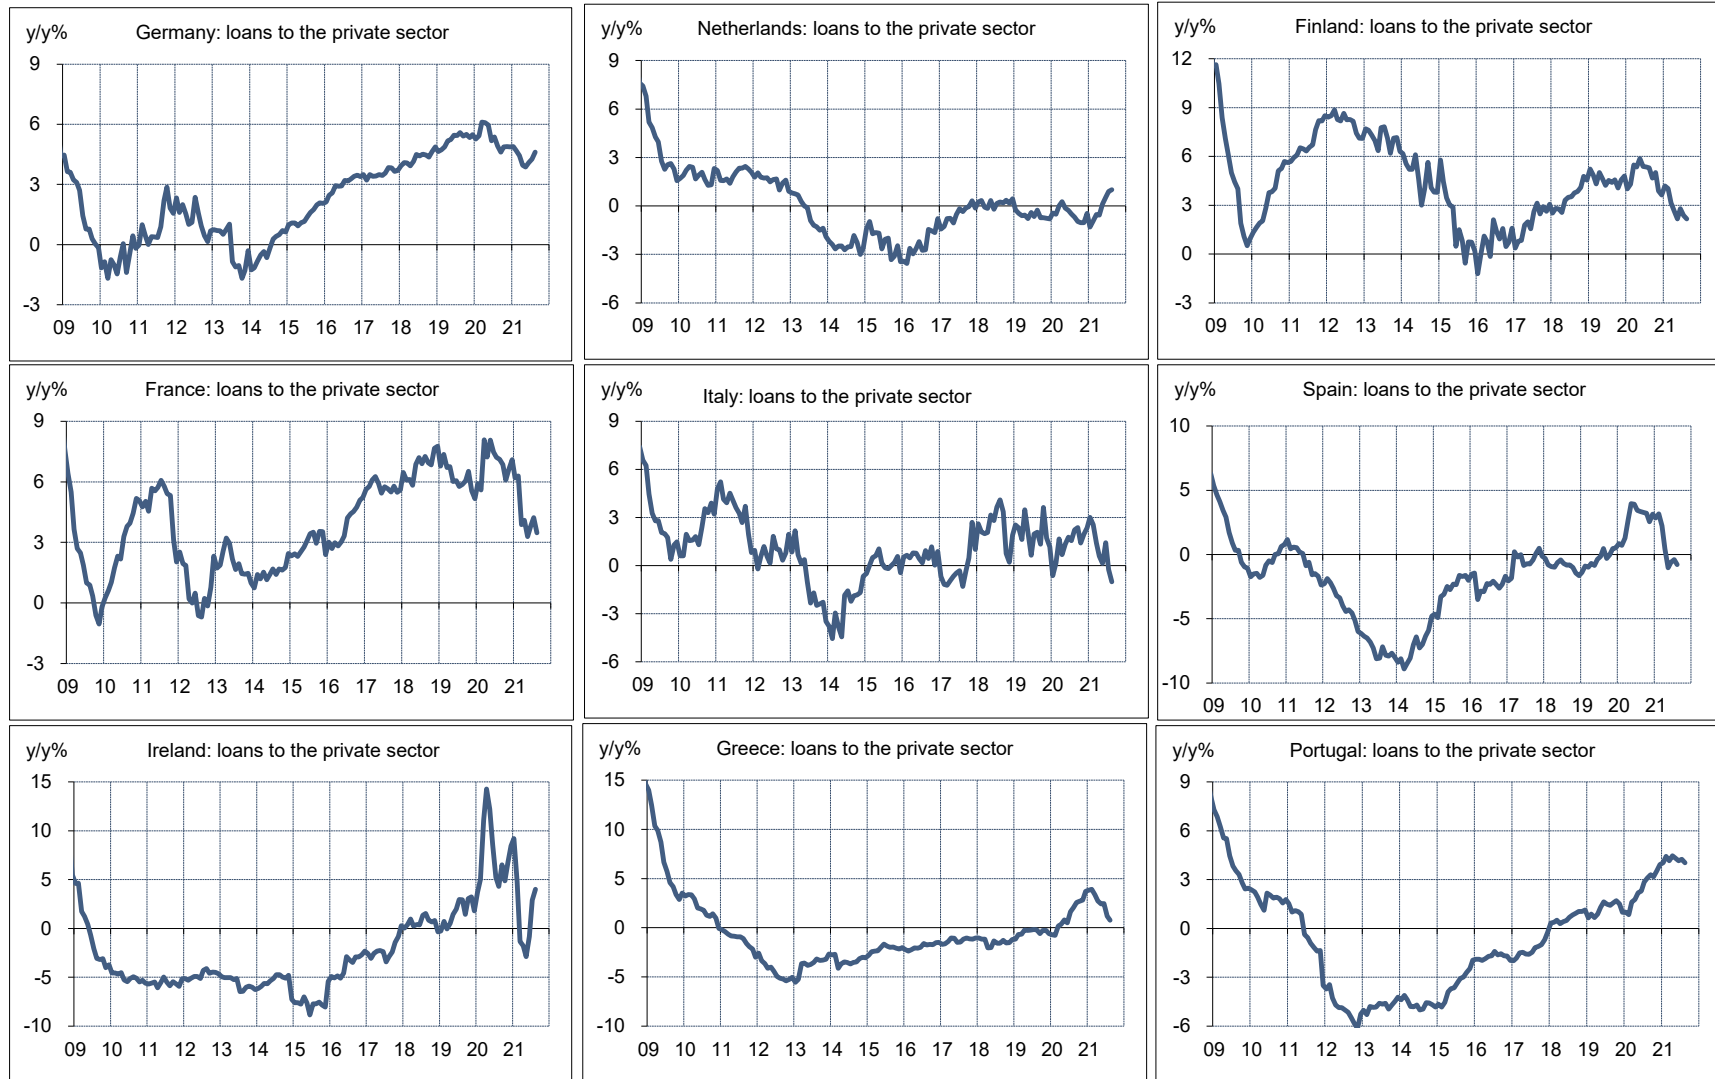 y/y%
Germany: loans to the private sector
9
6
3
0
-3
09 10 11 12 13 14 15 16 17 18 19 20 21
y/y%
Netherlands: loans to the private sector
9
6
3
0
-3
-6
09 10 11 12 13 14 15 16 17 18 19 20 21
y/y%
Finland: loans to the private sector
12
9
6
3
0
-3
09 10 11 12 13 14 15 16 17 18 19 20 21
y/y%
France: loans to the private sector
9
6
3
0
-3
09 10 11 12 13 14 15 16 17 18 19 20 21
y/y%
Italy: loans to the private sector
9
6
3
0
-3
-6
09 10 11 12 13 14 15 16 17 18 19 20 21
y/y%
Spain: loans to the private sector
10
5
0
-5
-10
09 10 11 12 13 14 15 16 17 18 19 20 21
y/y%
Ireland: loans to the private sector
15
10
5
0
-5
-10
09 10 11 12 13 14 15 16 17 18 19 20 21
y/y%
Greece: loans to the private sector
15
10
5
0
-5
-10
09 10 11 12 13 14 15 16 17 18 19 20 21
y/y%
Portugal: loans to the private sector
9
6
3
0
-3
-6
09 10 11 12 13 14 15 16 17 18 19 20 21